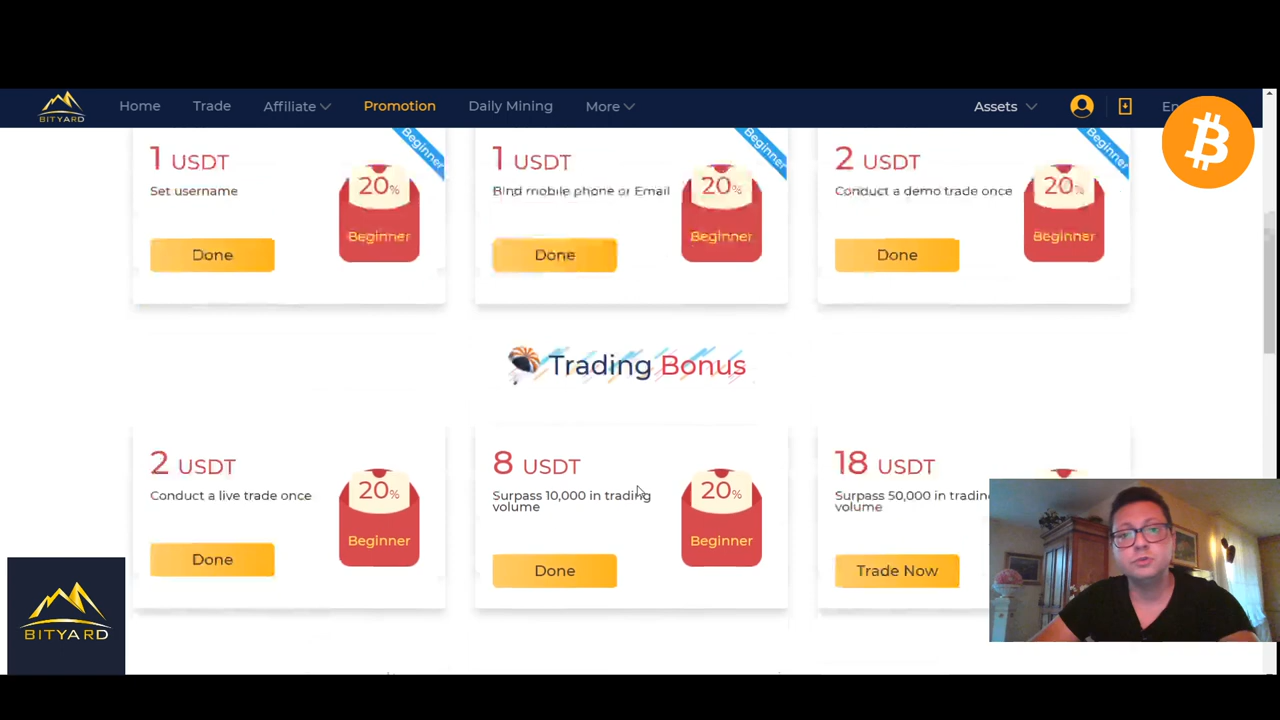 BITYARD
Home
Trade
Affiliate
Promotion
Daily Mining
More
Assets
1 USDT
Set username
Done
20%
Beginner
Beginner
1 USDT
Bind mobile phone or Email
Done
20%
Beginner
Beginner
2 USDT
Conduct a demo trade once
Done
20%
Beginner
Beginner
Trading Bonus
2 USDT
Conduct a live trade once
Done
20%
Beginner
8 USDT
Surpass 10,000 in trading
volume
Done
20%
Beginner
18 USDT
Surpass 50,000 in trading
volume
Trade Now
BITYARD